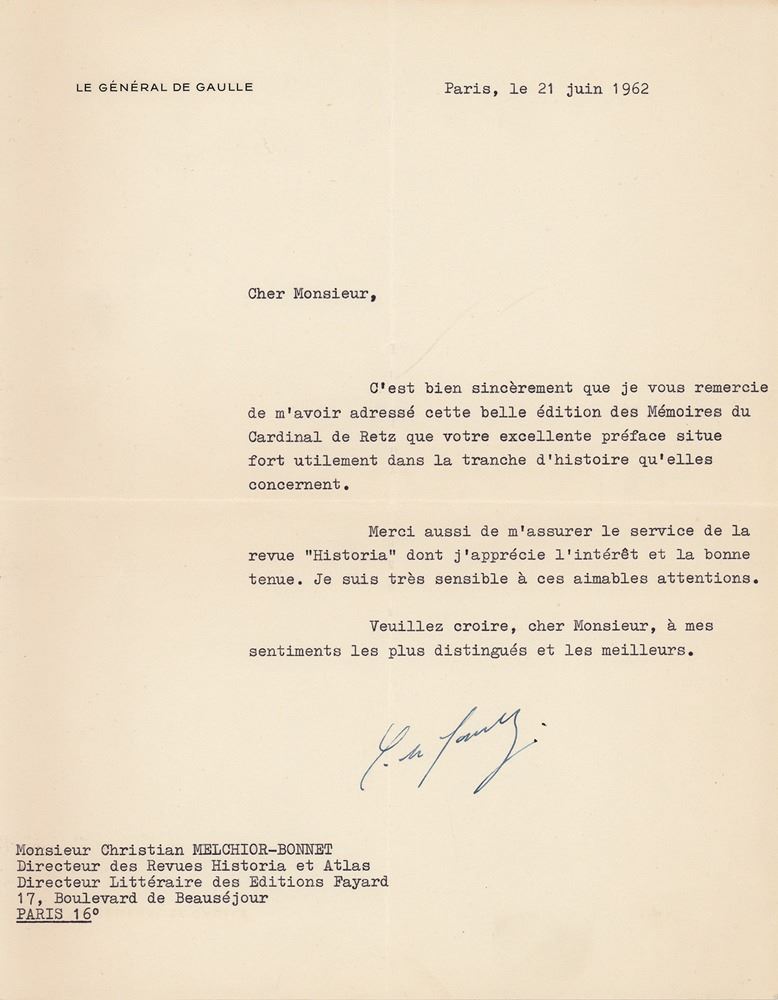 LE GÉNÉRAL DE GAULLE
Paris, le 21 juin 1962
Cher Monsieur,
C'est bien sincèrement que je vous remercie
de m'avoir adressé cette belle édition des Mémoires du
Cardinal de Retz que votre excellente préface situe
fort utilement dans la tranche d'histoire qu'elles
concernent.
Merci aussi de m'assurer le service de la
revue "Historia" dont j'apprécie l'intérêt et la bonne
tenue. Je suis très sensible à ces aimables attentions.
Veuillez croire, cher Monsieur, à mes
sentiments les plus distingués et les meilleurs.
C. de Gaulle.
Monsieur Christian MELCHIOR-BONNET
Directeur des Revues Historia et Atlas
Directeur Littéraire des Editions Fayard
17, Boulevard de Beauséjour
PARIS 16°